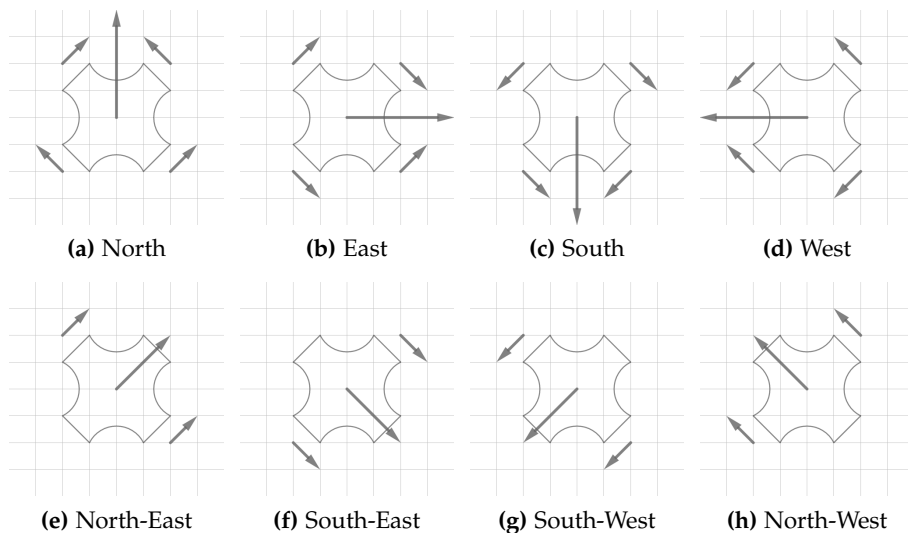 (a) North
(b) East
(c) South
(d) West
(e) North-East
(f) South-East
(g) South-West
(h) North-West